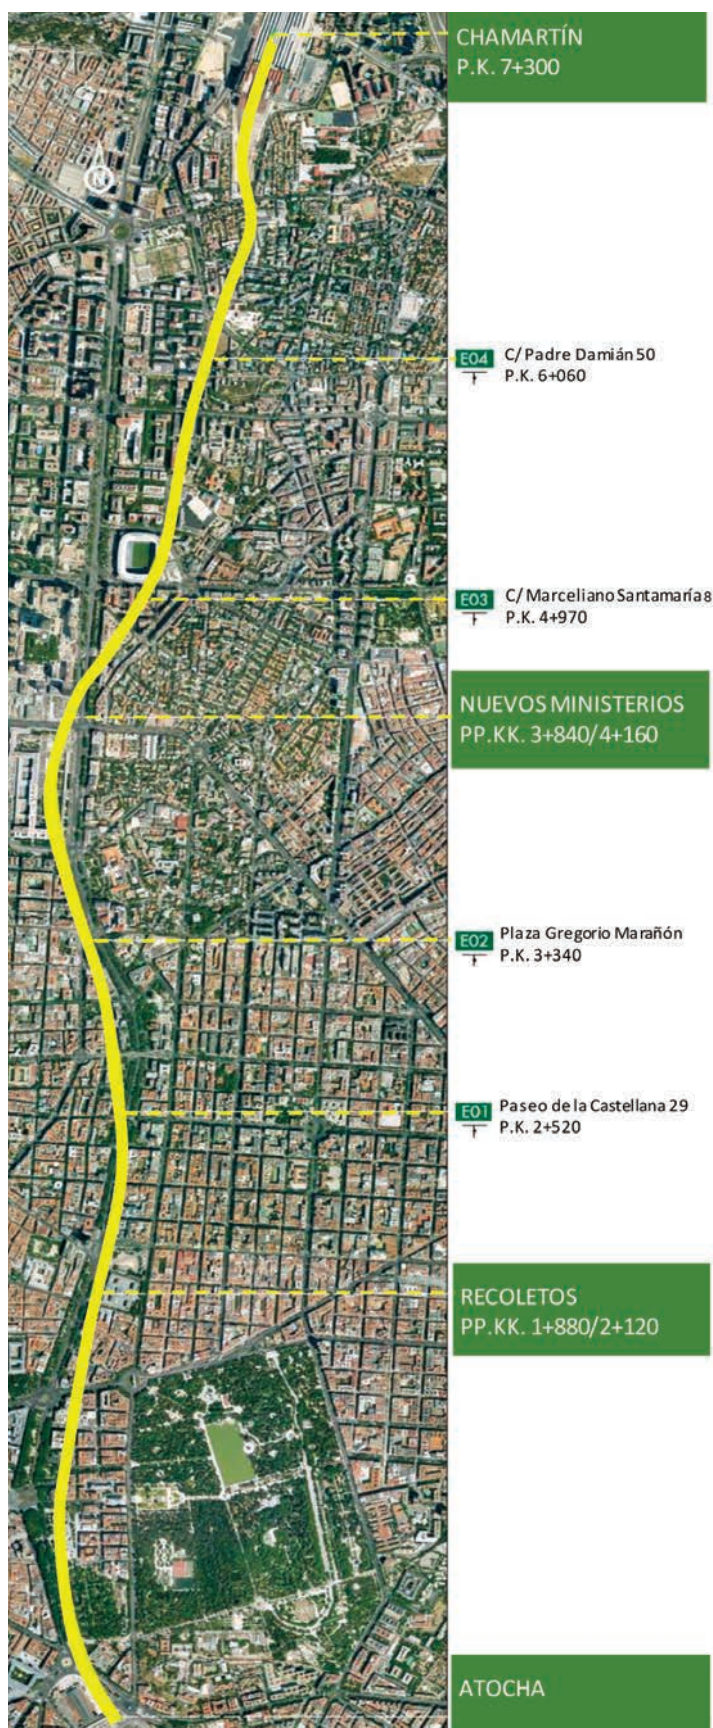 CHAMARTÍN
P.K. 7+300
N
E04 C/ Padre Damián 50
P.K. 6+060
E03 C/ Marceliano Santamaría 8
P.K. 4+970
NUEVOS MINISTERIOS
PP.KK. 3+840/4+160
E02 Plaza Gregorio Marañón
P.K. 3+340
E01 Paseo de la Castellana 29
P.K. 2+520
RECOLETOS
PP.KK. 1+880/2+120
ATOCHA